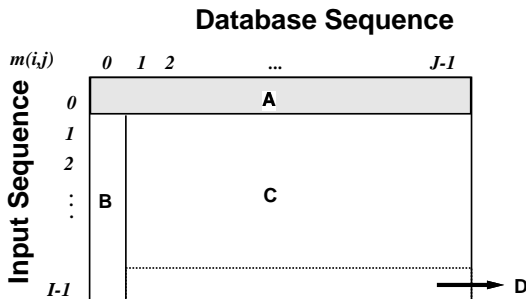 Database Sequence
m(i,j) 0 1 2 ... J-1
Input Sequence
0 A
1
2
...
B C
I-1 D